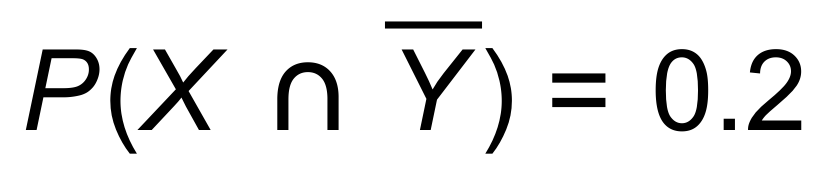 P(X ∩ Y̅) = 0.2